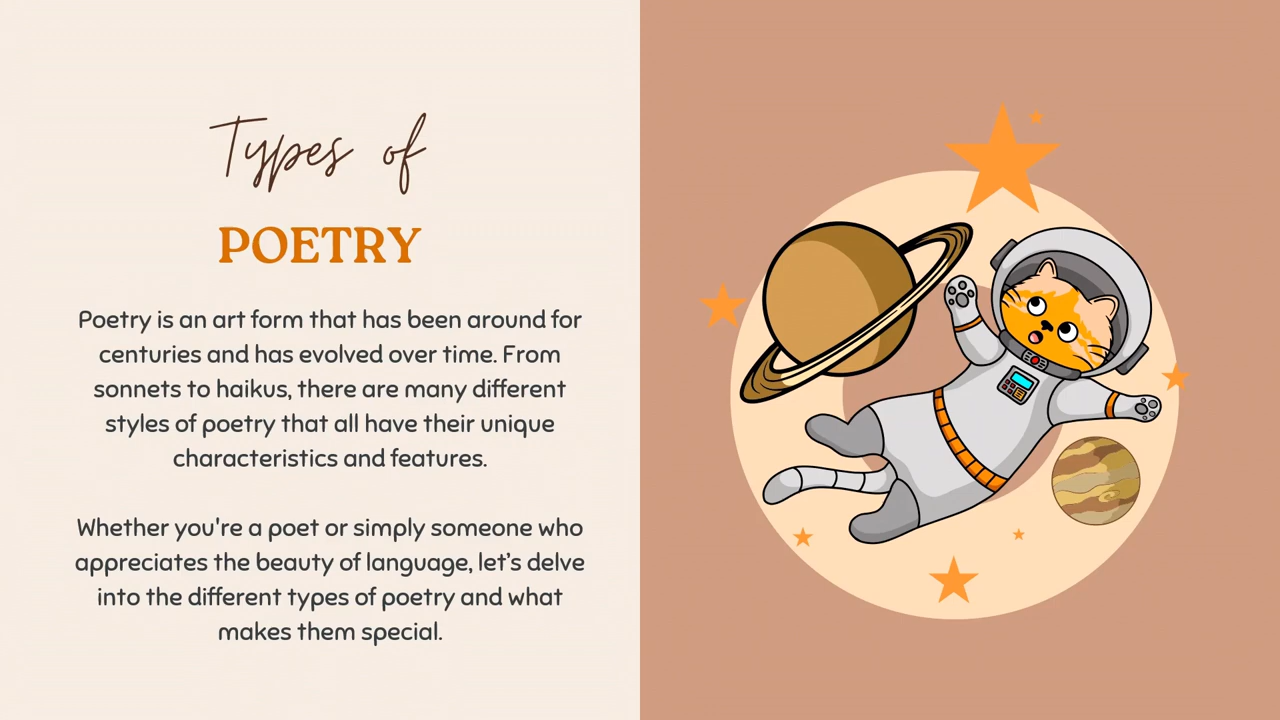 Types of
POETRY
Poetry is an art form that has been around for
centuries and has evolved over time. From
sonnets to haikus, there are many different
styles of poetry that all have their unique
characteristics and features.
Whether you're a poet or simply someone who
appreciates the beauty of language, let’s delve
into the different types of poetry and what
makes them special.